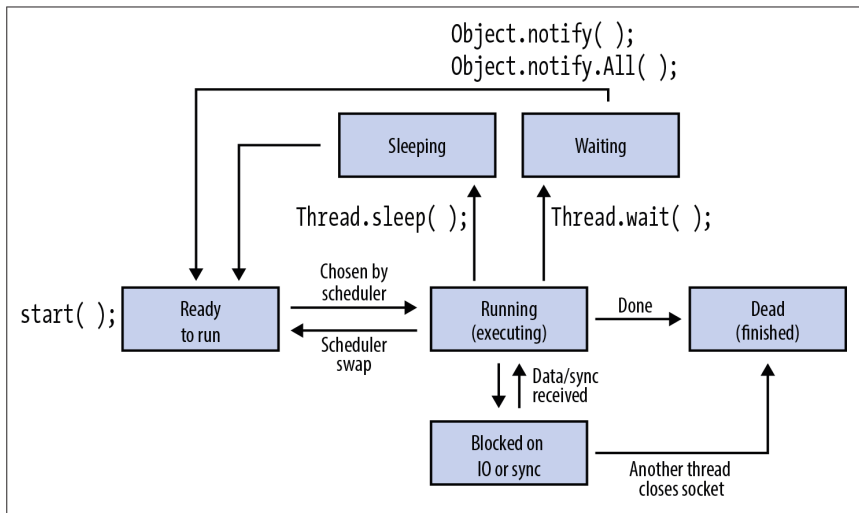 Object.notify( );
Object.notify.All( );
Sleeping
Waiting
Thread.sleep( );
Thread.wait( );
start( );
Ready
to run
Chosen by
scheduler
Scheduler
swap
Running
(executing)
Done
Dead
(finished)
Data/sync
received
Blocked on
IO or sync
Another thread
closes socket